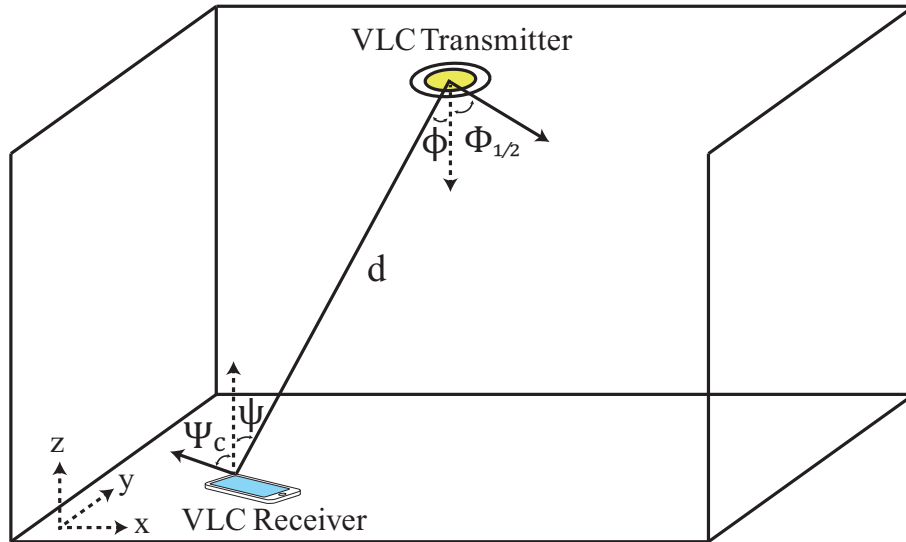 VLC Transmitter
ϕ
Φ1/2
d
Ψc
ψ
z
y
x
VLC Receiver